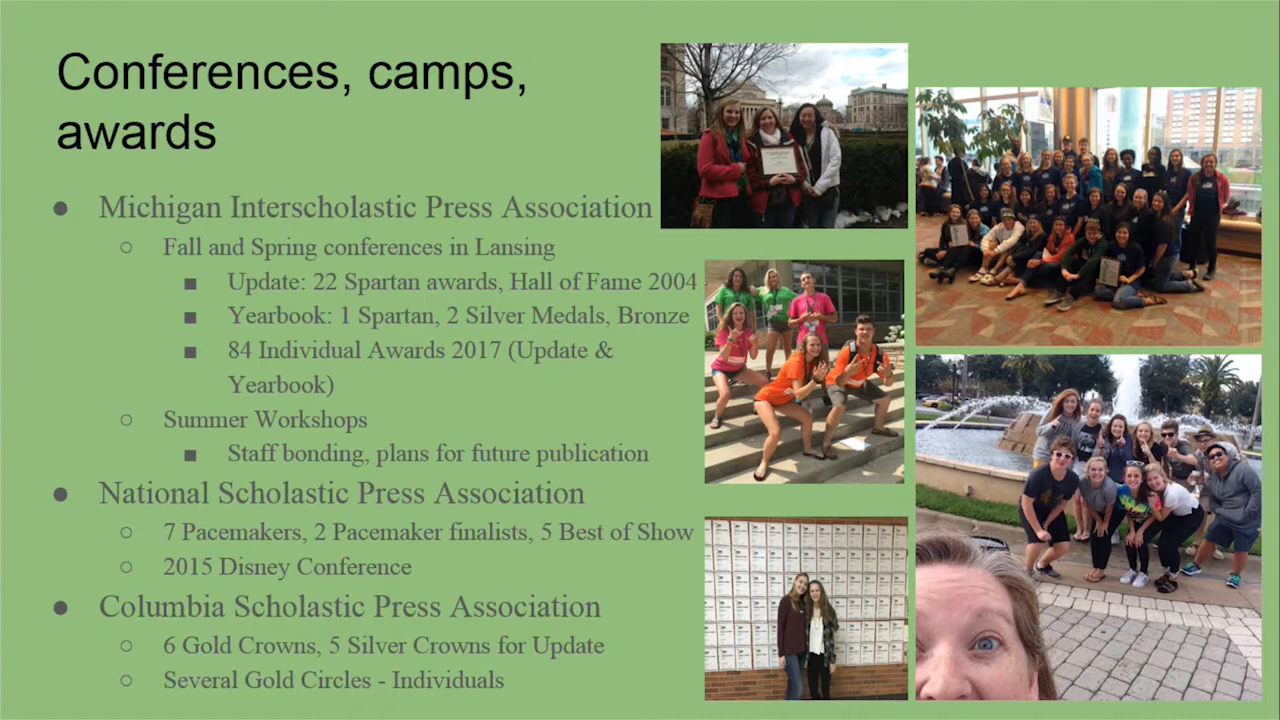 Conferences, camps,
awards
● Michigan Interscholastic Press Association
○ Fall and Spring conferences in Lansing
■ Update: 22 Spartan awards, Hall of Fame 2004
■ Yearbook: 1 Spartan, 2 Silver Medals, Bronze
■ 84 Individual Awards 2017 (Update &
Yearbook)
○ Summer Workshops
■ Staff bonding, plans for future publication
● National Scholastic Press Association
○ 7 Pacemakers, 2 Pacemaker finalists, 5 Best of Show
○ 2015 Disney Conference
● Columbia Scholastic Press Association
○ 6 Gold Crowns, 5 Silver Crowns for Update
○ Several Gold Circles - Individuals